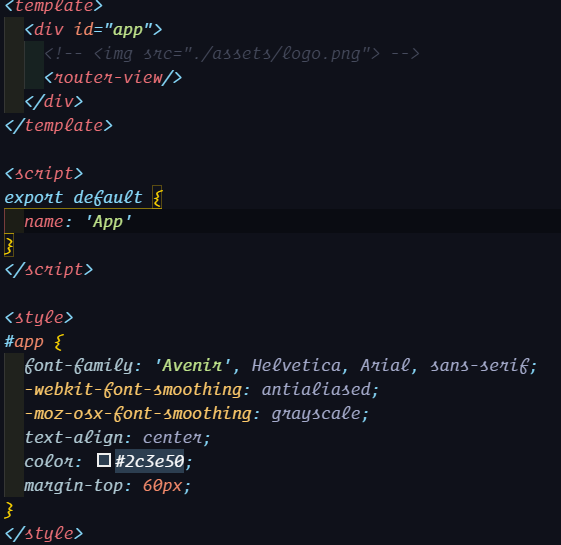 <template>
  <div id="app">
    <!-- <img src="./assets/logo.png"> -->
    <router-view/>
  </div>
</template>

<script>
export default {
  name: 'App'
}
</script>

<style>
#app {
  font-family: 'Avenir', Helvetica, Arial, sans-serif;
  -webkit-font-smoothing: antialiased;
  -moz-osx-font-smoothing: grayscale;
  text-align: center;
  color: #2c3e50;
  margin-top: 60px;
}
</style>